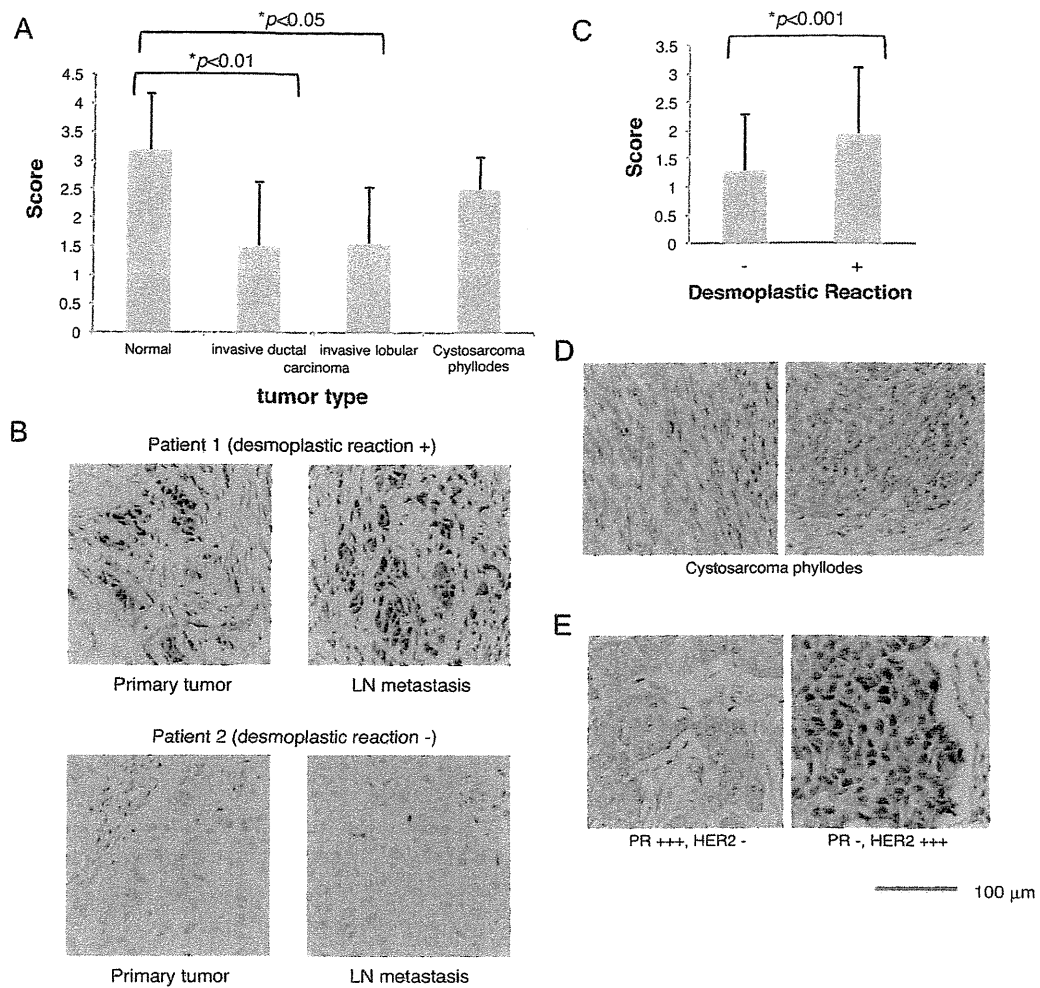 A
*p<0.05
*p<0.01
4.5
4
3.5
3
2.5
2
1.5
1
0.5
0
Score
Normal
invasive ductal
invasive lobular
carcinoma
Cystosarcoma
phyllodes
tumor type
B
Patient 1 (desmoplastic reaction +)
Primary tumor
LN metastasis
Patient 2 (desmoplastic reaction -)
Primary tumor
LN metastasis
C
*p<0.001
3.5
3
2.5
2
1.5
1
0.5
0
Score
-
+
Desmoplastic Reaction
D
Cystosarcoma phyllodes
E
PR +++, HER2 -
PR -, HER2 +++
100 μm